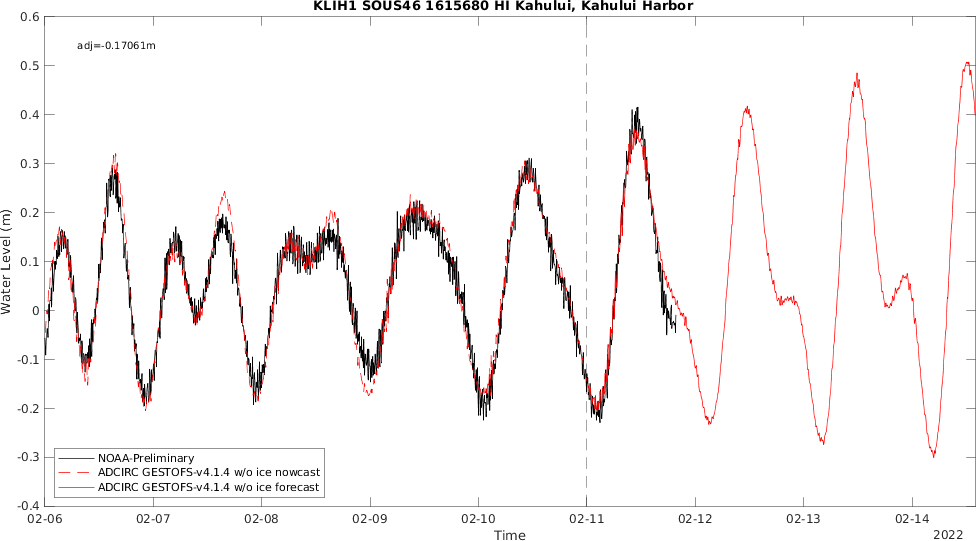 KLIH1 SOUS46 1615680 HI Kahului, Kahului Harbor
adj=-0.17061m
0.6
0.5
0.4
0.3
0.2
0.1
0
-0.1
-0.2
-0.3
-0.4
Water Level (m)
NOAA-Preliminary
ADCIRC GESTOFS-v4.1.4 w/o ice nowcast
ADCIRC GESTOFS-v4.1.4 w/o ice forecast
02-06 02-07 02-08 02-09 02-10 02-11 02-12 02-13 02-14
Time
2022